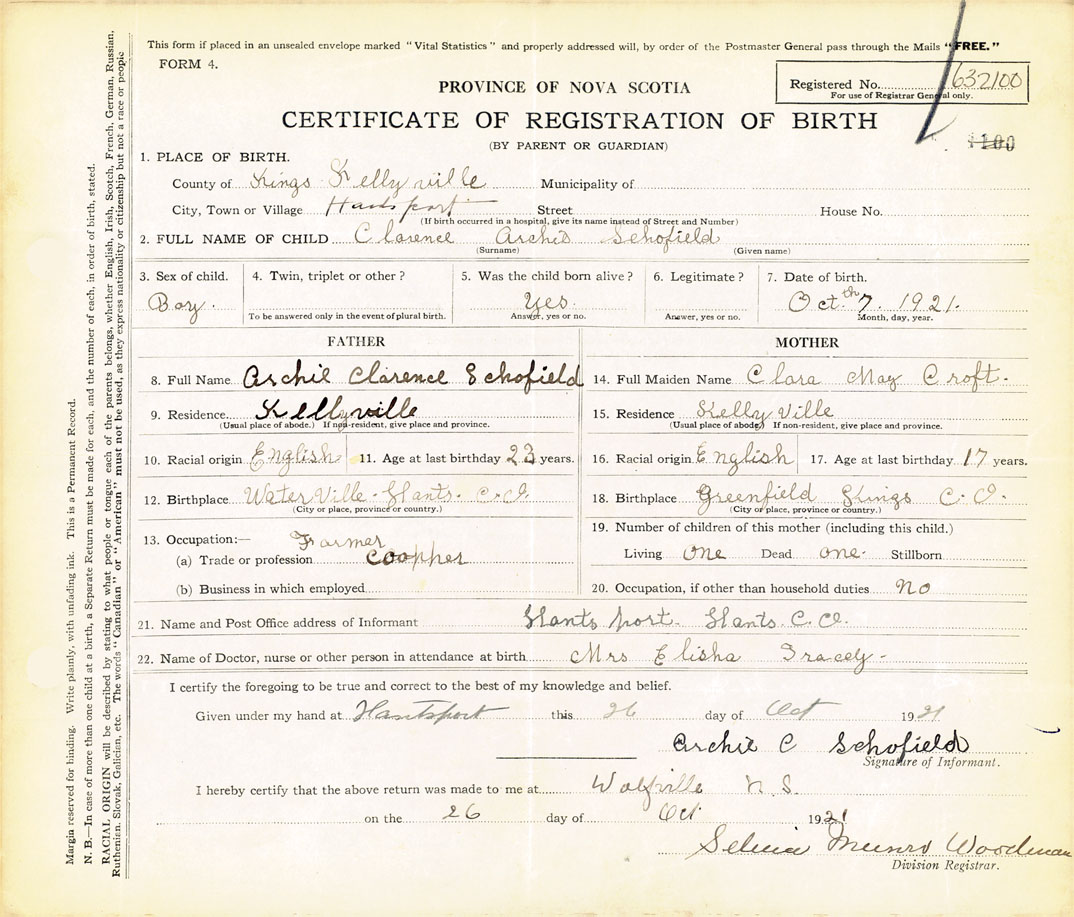 This form if placed in an unsealed envelope marked "Vital Statistics" and properly addressed will, by order of the Postmaster General pass through the Mails "FREE."
FORM 4.
Registered No. 632100
For use of Registrar General only.
PROVINCE OF NOVA SCOTIA
CERTIFICATE OF REGISTRATION OF BIRTH
(BY PARENT OR GUARDIAN)
1100
1. PLACE OF BIRTH.
County of Kings Kellyville Municipality of
City, Town or Village Hantsport Street House No.
(If birth occurred in a hospital, give its name instead of Street and Number)
2. FULL NAME OF CHILD Clarence Archie Schofield
(Surname) (Given name)
3. Sex of child. 4. Twin, triplet or other? 5. Was the child born alive? 6. Legitimate? 7. Date of birth.
Boy. Yes. Oct. 7th 1921.
To be answered only in the event of plural birth. Answer, yes or no. Answer, yes or no. Month, day, year.
FATHER
8. Full Name Archie Clarence Schofield
9. Residence Kellyville
(Usual place of abode.) If non-resident, give place and province.
10. Racial origin English 11. Age at last birthday 23 years.
12. Birthplace Water Ville - Hants. C.O.
(City or place, province or country.)
13. Occupation:— Farmer
(a) Trade or profession coopher
(b) Business in which employed
MOTHER
14. Full Maiden Name Clara May Croft.
15. Residence Kelly Ville
(Usual place of abode) If non-resident, give place and province.
16. Racial origin English 17. Age at last birthday 17 years.
18. Birthplace Greenfield Kings C.O.
(City or place, province or country.)
19. Number of children of this mother (including this child.)
Living one Dead one. Stillborn
20. Occupation, if other than household duties no
21. Name and Post Office address of Informant Hants port. Hants. C.O.
22. Name of Doctor, nurse or other person in attendance at birth Mrs Elisha Tracey -
I certify the foregoing to be true and correct to the best of my knowledge and belief.
Given under my hand at Hantsport this 26 day of Oct 1921
Archie C Schofield
Signature of Informant.
I hereby certify that the above return was made to me at Wolfville N.S.
on the 26 day of Oct 1921
Munro Woodman
Division Registrar.
Margin reserved for binding. Write plainly, with unfading ink. This is a Permanent Record.
N. B.—In case of more than one child at a birth, a Separate Return must be made for each, and the number of each, in order of birth, stated.
RACIAL ORIGIN will be described by stating to what people or tongue each of the parents belongs, whether English, Irish, Scotch, French, German, Russian,
Ruthenian, Slovak, Galician, etc. The words "Canadian" or "American" must not be used, as they express nationality or citizenship but not a race or people.